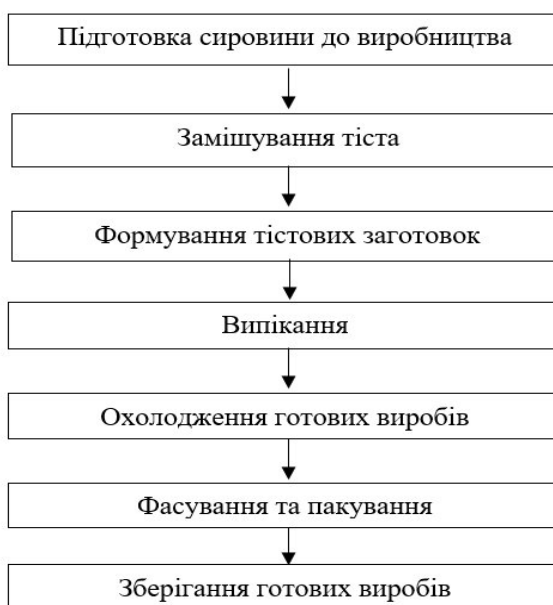 Підготовка сировини до виробництва
Замішування тіста
Формування тістових заготовок
Випікання
Охолодження готових виробів
Фасування та пакування
Зберігання готових виробів